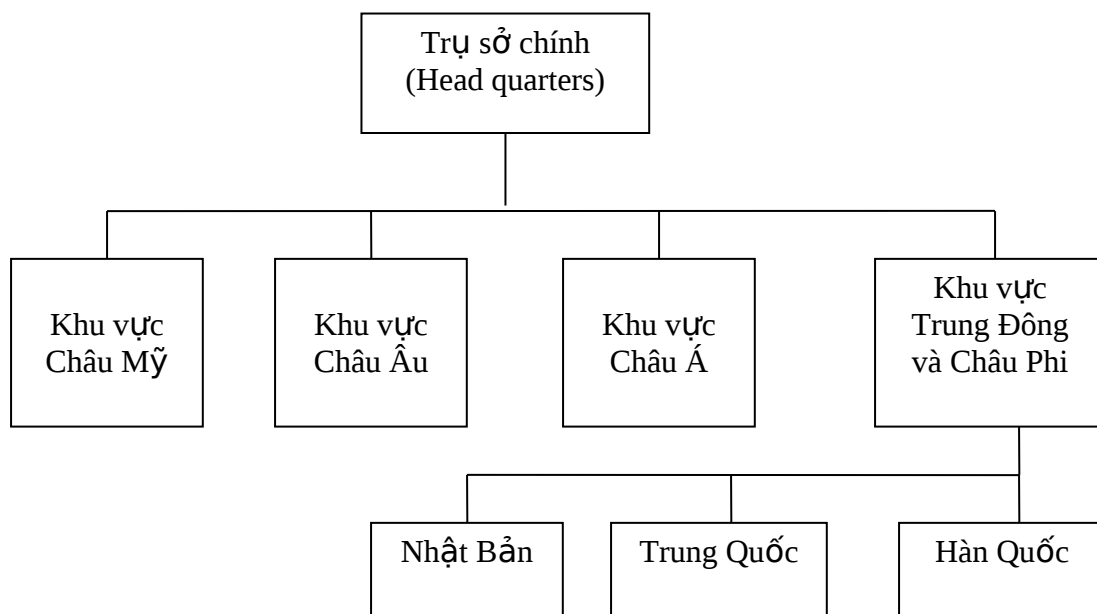 Trụ sở chính
(Head quarters)
Khu vực
Châu Mỹ
Khu vực
Châu Âu
Khu vực
Châu Á
Khu vực
Trung Đông
và Châu Phi
Nhật Bản
Trung Quốc
Hàn Quốc